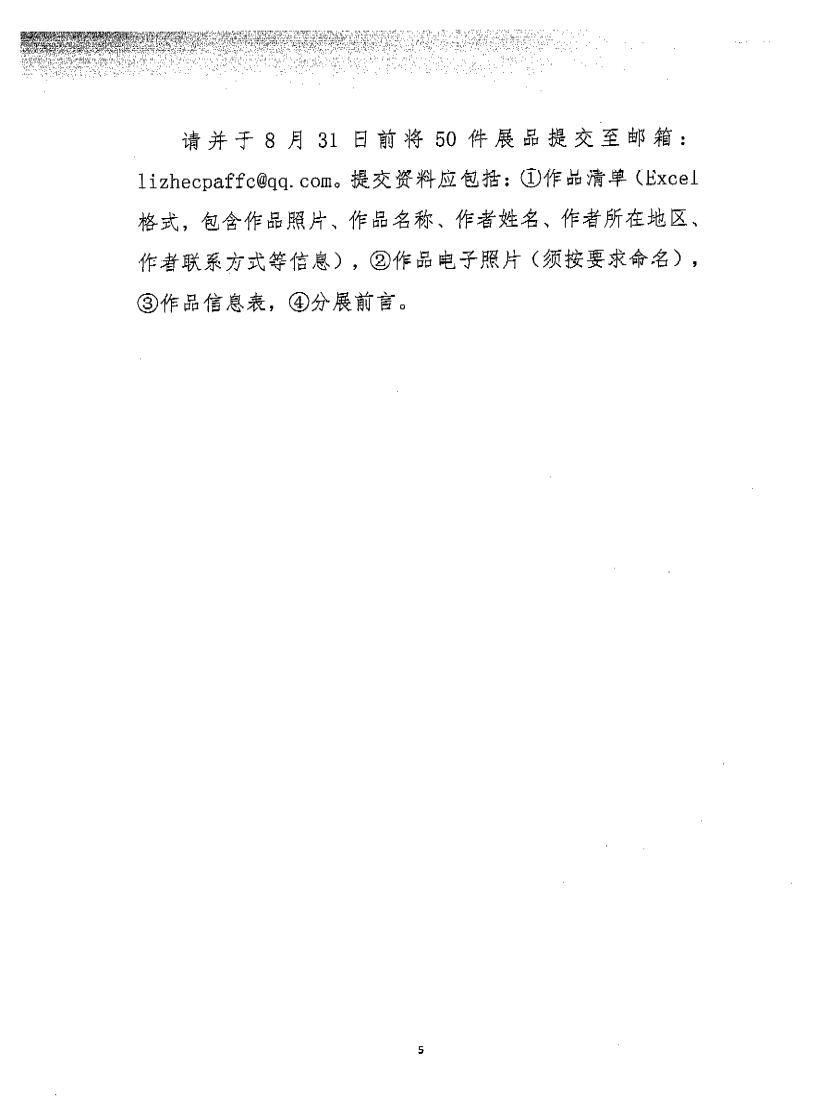 请并于 8 月 31 日前将 50 件展品提交至邮箱：
lizhecpaffc@qq.com。提交资料应包括：①作品清单（Excel
格式，包含作品照片、作品名称、作者姓名、作者所在地区、
作者联系方式等信息），②作品电子照片（须按要求命名），
③作品信息表，④分展前言。
5